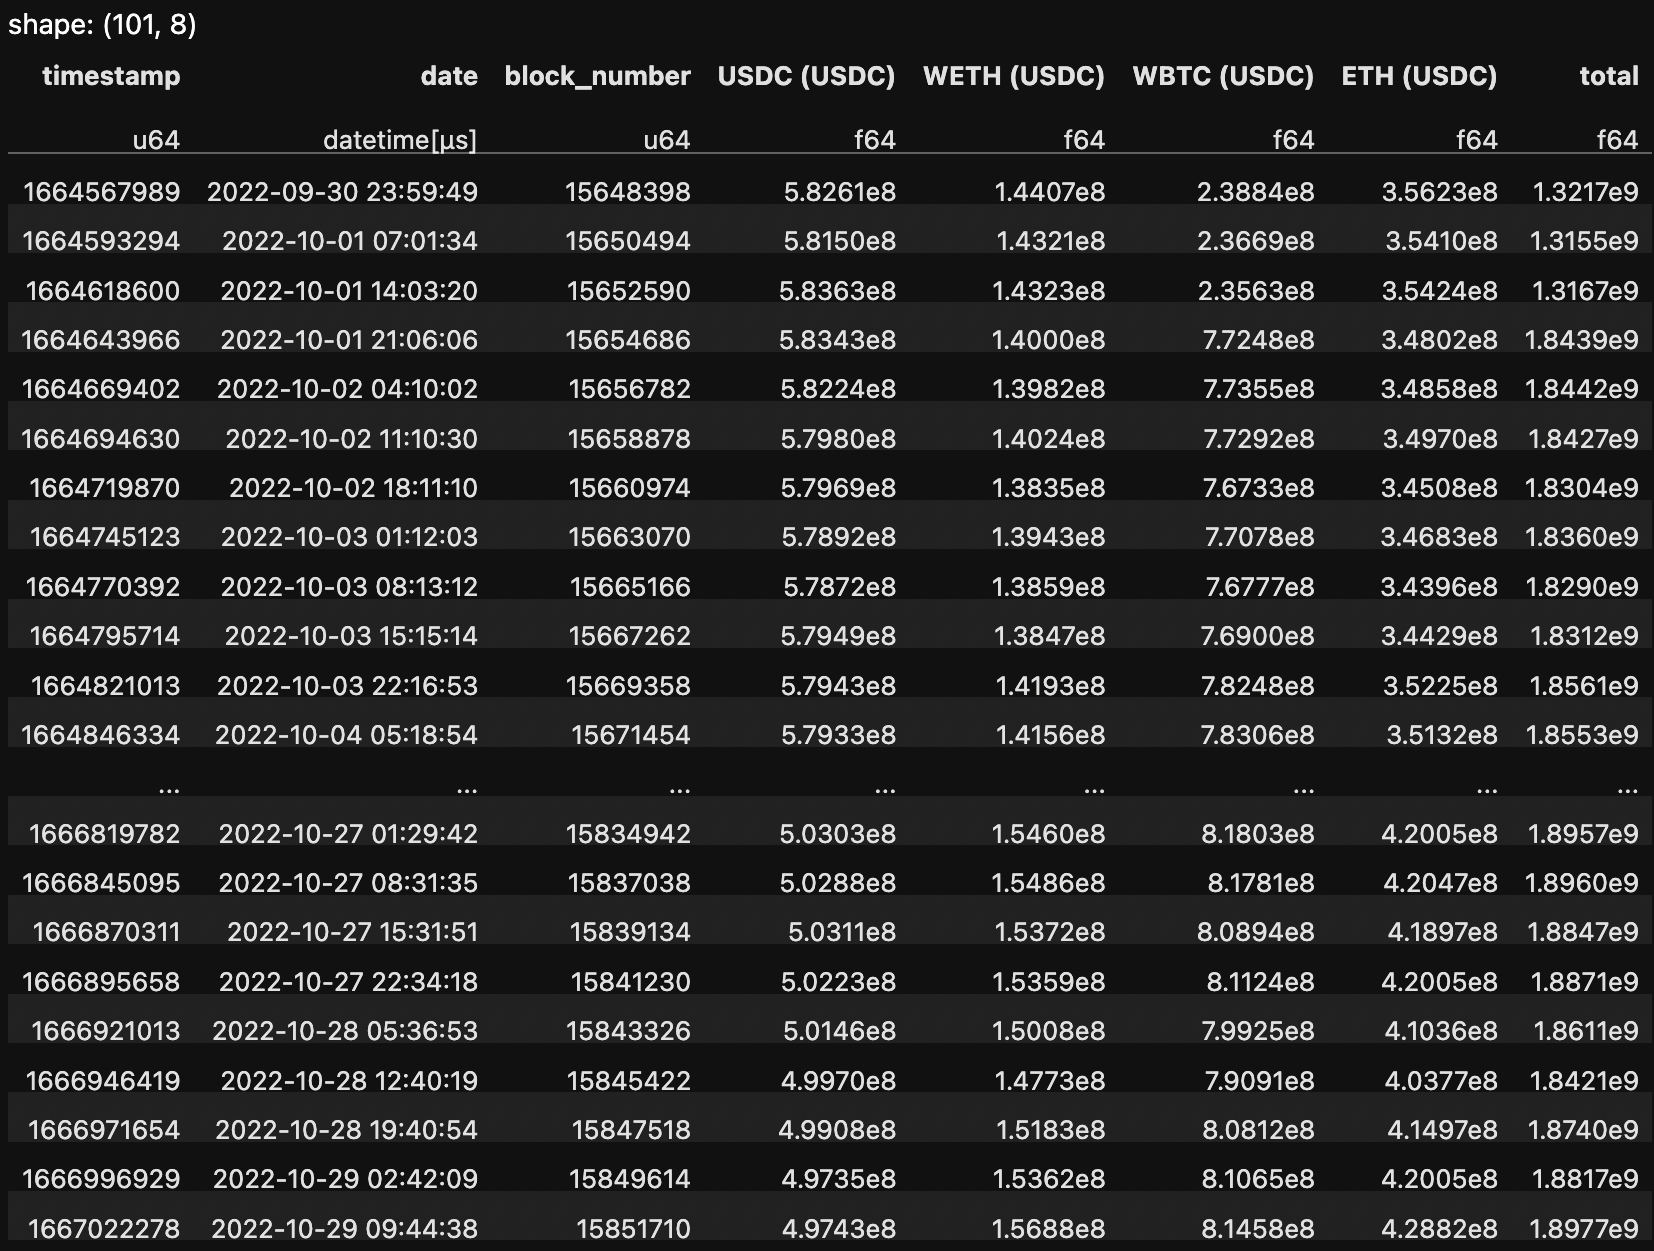 shape: (101, 8)
timestamp date block_number USDC (USDC) WETH (USDC) WBTC (USDC) ETH (USDC) total
u64 datetime[μs] u64 f64 f64 f64 f64 f64
1664567989 2022-09-30 23:59:49 15648398 5.8261e8 1.4407e8 2.3884e8 3.5623e8 1.3217e9
1664593294 2022-10-01 07:01:34 15650494 5.8150e8 1.4321e8 2.3669e8 3.5410e8 1.3155e9
1664618600 2022-10-01 14:03:20 15652590 5.8363e8 1.4323e8 2.3563e8 3.5424e8 1.3167e9
1664643966 2022-10-01 21:06:06 15654686 5.8343e8 1.4000e8 7.7248e8 3.4802e8 1.8439e9
1664669402 2022-10-02 04:10:02 15656782 5.8224e8 1.3982e8 7.7355e8 3.4858e8 1.8442e9
1664694630 2022-10-02 11:10:30 15658878 5.7980e8 1.4024e8 7.7292e8 3.4970e8 1.8427e9
1664719870 2022-10-02 18:11:10 15660974 5.7969e8 1.3835e8 7.6733e8 3.4508e8 1.8304e9
1664745123 2022-10-03 01:12:03 15663070 5.7892e8 1.3943e8 7.7078e8 3.4683e8 1.8360e9
1664770392 2022-10-03 08:13:12 15665166 5.7872e8 1.3859e8 7.6777e8 3.4396e8 1.8290e9
1664795714 2022-10-03 15:15:14 15667262 5.7949e8 1.3847e8 7.6900e8 3.4429e8 1.8312e9
1664821013 2022-10-03 22:16:53 15669358 5.7943e8 1.4193e8 7.8248e8 3.5225e8 1.8561e9
1664846334 2022-10-04 05:18:54 15671454 5.7933e8 1.4156e8 7.8306e8 3.5132e8 1.8553e9
... ... ... ... ... ... ... ...
1666819782 2022-10-27 01:29:42 15834942 5.0303e8 1.5460e8 8.1803e8 4.2005e8 1.8957e9
1666845095 2022-10-27 08:31:35 15837038 5.0288e8 1.5486e8 8.1781e8 4.2047e8 1.8960e9
1666870311 2022-10-27 15:31:51 15839134 5.0311e8 1.5372e8 8.0894e8 4.1897e8 1.8847e9
1666895658 2022-10-27 22:34:18 15841230 5.0223e8 1.5359e8 8.1124e8 4.2005e8 1.8871e9
1666921013 2022-10-28 05:36:53 15843326 5.0146e8 1.5008e8 7.9925e8 4.1036e8 1.8611e9
1666946419 2022-10-28 12:40:19 15845422 4.9970e8 1.4773e8 7.9091e8 4.0377e8 1.8421e9
1666971654 2022-10-28 19:40:54 15847518 4.9908e8 1.5183e8 8.0812e8 4.1497e8 1.8740e9
1666996929 2022-10-29 02:42:09 15849614 4.9735e8 1.5362e8 8.1065e8 4.2005e8 1.8817e9
1667022278 2022-10-29 09:44:38 15851710 4.9743e8 1.5688e8 8.1458e8 4.2882e8 1.8977e9